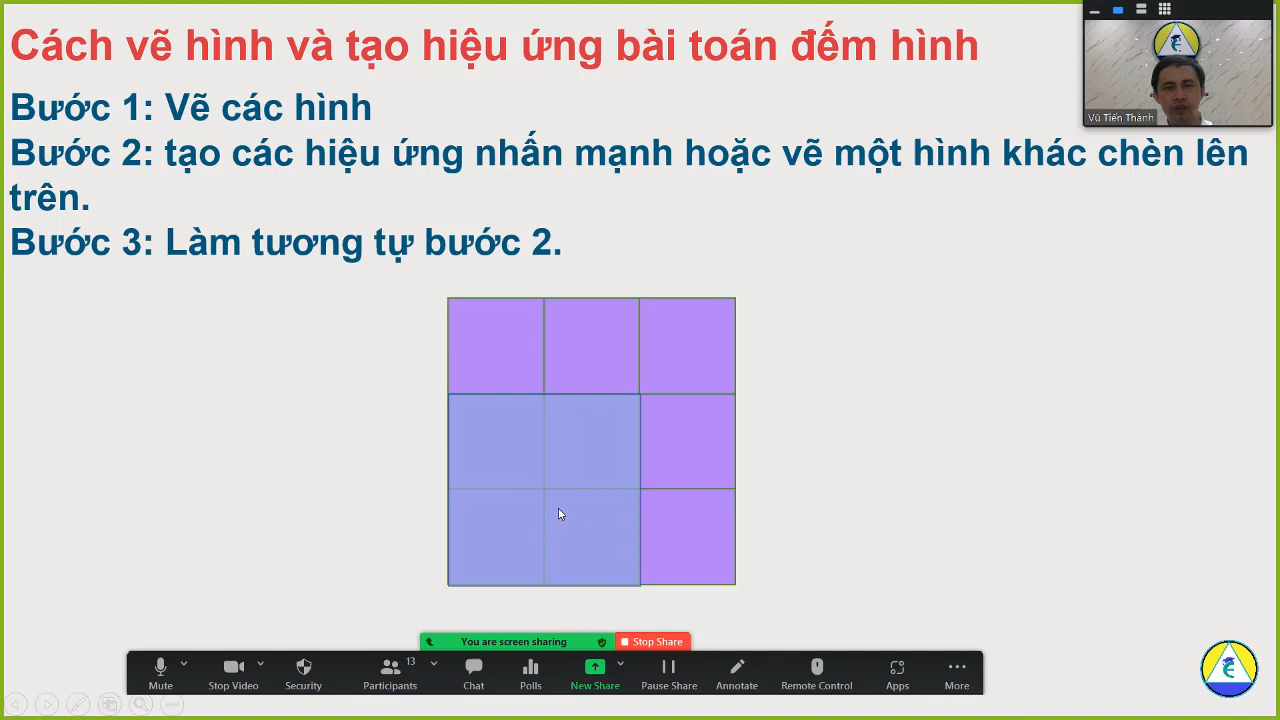 Cách vẽ hình và tạo hiệu ứng bài toán đếm hình
Bước 1: Vẽ các hình
Bước 2: tạo các hiệu ứng nhấn mạnh hoặc vẽ một hình khác chèn lên
trên.
Bước 3: Làm tương tự bước 2.
Vũ Tiến Thành
You are screen sharing
Stop Share
Mute
Stop Video
Security
13
Participants
Chat
Polls
New Share
Pause Share
Annotate
Remote Control
Apps
More